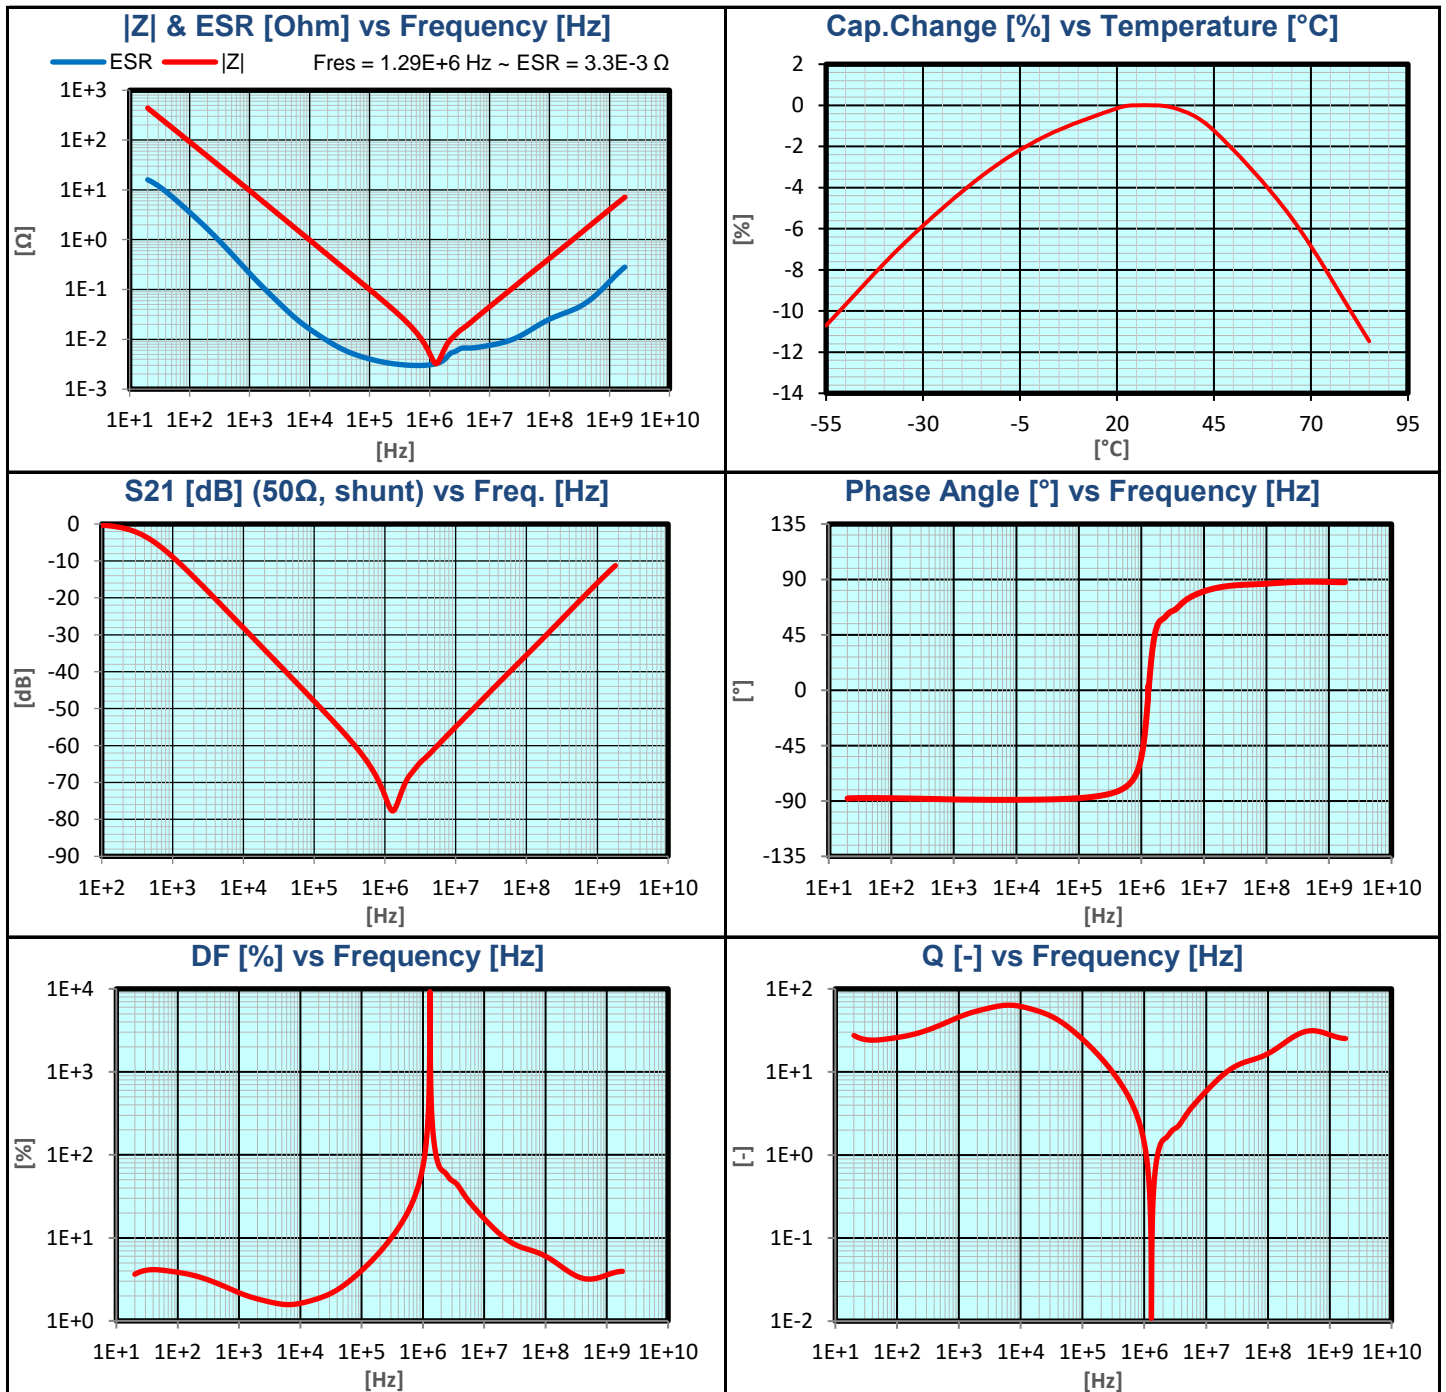 |Z| & ESR [Ohm] vs Frequency [Hz]
ESR |Z| Fres = 1.29E+6 Hz ~ ESR = 3.3E-3 Ω
1E+3
1E+2
1E+1
1E+0
1E-1
1E-2
1E-3
[Ω]
1E+1 1E+2 1E+3 1E+4 1E+5 1E+6 1E+7 1E+8 1E+9 1E+10
[Hz]
Cap.Change [%] vs Temperature [°C]
2
0
-2
-4
-6
-8
-10
-12
-14
[%]
-55 -30 -5 20 45 70 95
[°C]
S21 [dB] (50Ω, shunt) vs Freq. [Hz]
0
-10
-20
-30
-40
-50
-60
-70
-80
-90
[dB]
1E+2 1E+3 1E+4 1E+5 1E+6 1E+7 1E+8 1E+9 1E+10
[Hz]
Phase Angle [°] vs Frequency [Hz]
135
90
45
0
-45
-90
-135
[°]
1E+1 1E+2 1E+3 1E+4 1E+5 1E+6 1E+7 1E+8 1E+9 1E+10
[Hz]
DF [%] vs Frequency [Hz]
1E+4
1E+3
1E+2
1E+1
1E+0
[%]
1E+1 1E+2 1E+3 1E+4 1E+5 1E+6 1E+7 1E+8 1E+9 1E+10
[Hz]
Q [-] vs Frequency [Hz]
1E+2
1E+1
1E+0
1E-1
1E-2
[-]
1E+1 1E+2 1E+3 1E+4 1E+5 1E+6 1E+7 1E+8 1E+9 1E+10
[Hz]